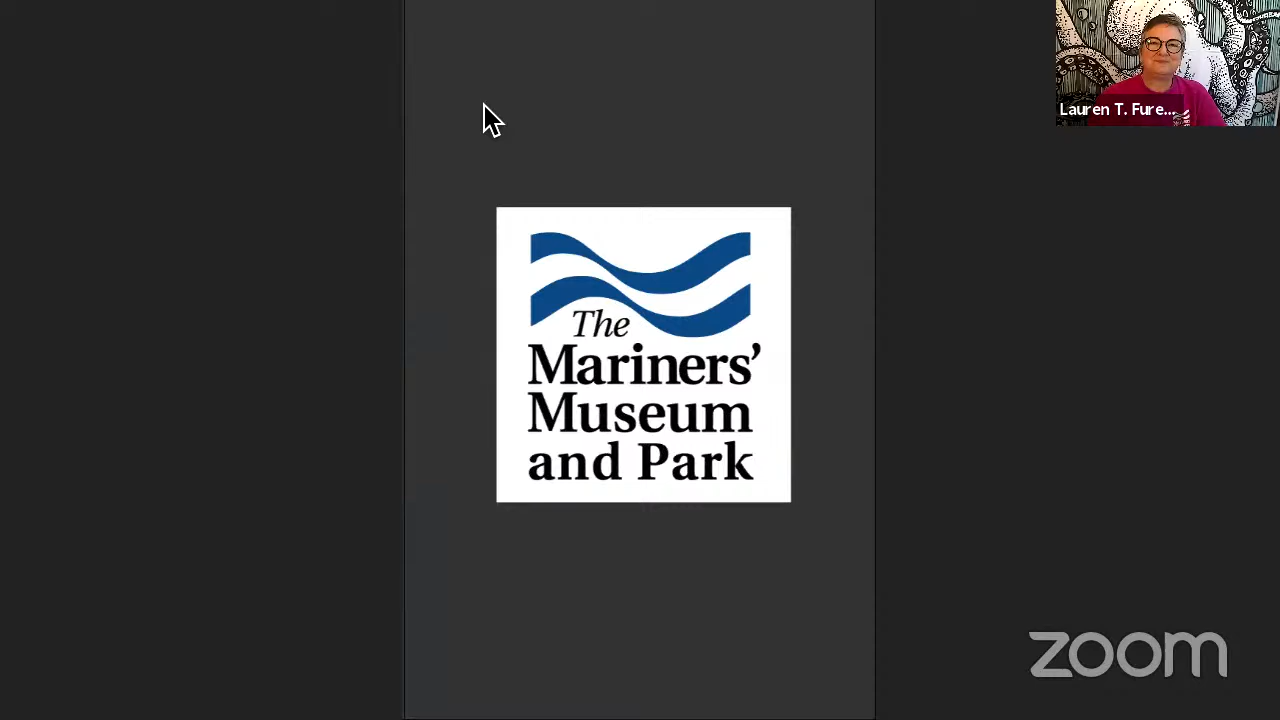 Lauren T. Fure...
The
Mariners’
Museum
and Park
zoom